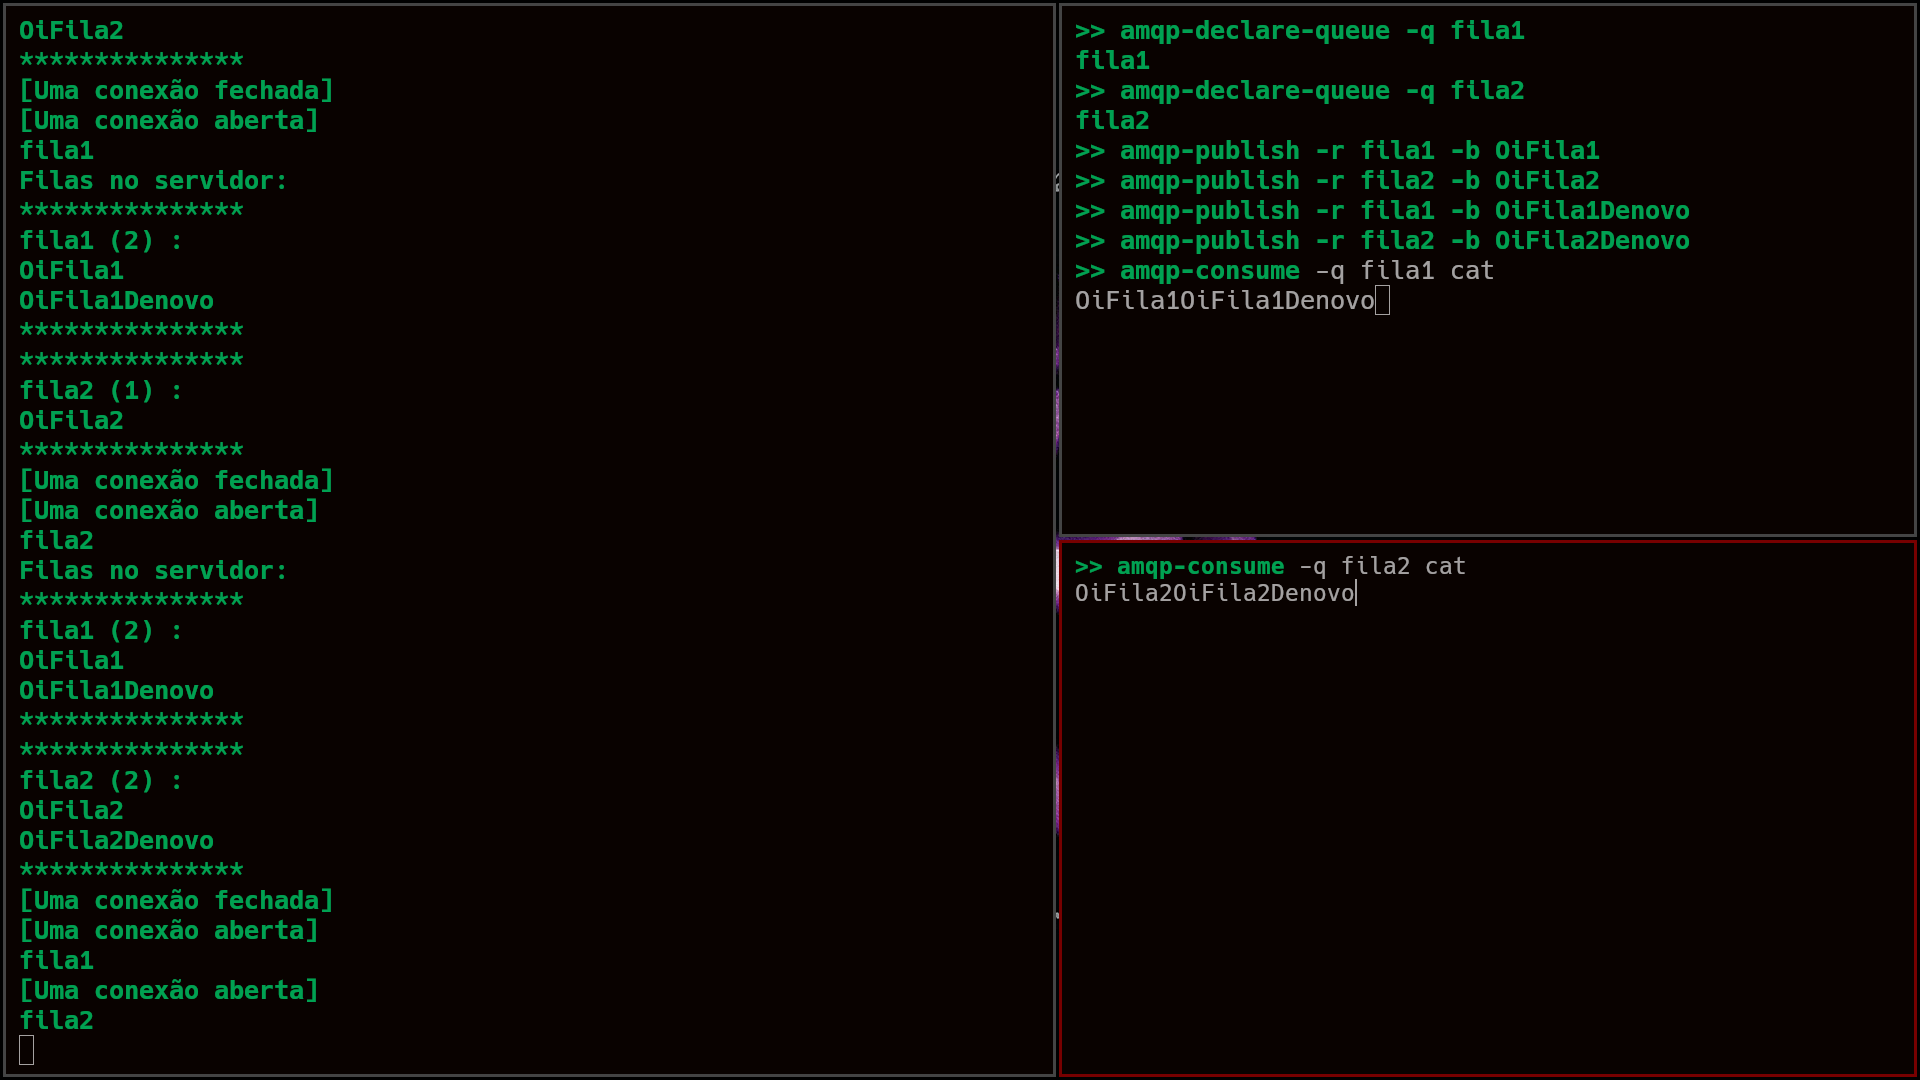 OiFila2
***************
[Uma conexão fechada]
[Uma conexão aberta]
fila1
Filas no servidor:
***************
fila1 (2) :
OiFila1
OiFila1Denovo
***************
***************
fila2 (1) :
OiFila2
***************
[Uma conexão fechada]
[Uma conexão aberta]
fila2
Filas no servidor:
***************
fila1 (2) :
OiFila1
OiFila1Denovo
***************
***************
fila2 (2) :
OiFila2
OiFila2Denovo
***************
[Uma conexão fechada]
[Uma conexão aberta]
fila1
[Uma conexão aberta]
fila2
>> amqp-declare-queue -q fila1
fila1
>> amqp-declare-queue -q fila2
fila2
>> amqp-publish -r fila1 -b OiFila1
>> amqp-publish -r fila2 -b OiFila2
>> amqp-publish -r fila1 -b OiFila1Denovo
>> amqp-publish -r fila2 -b OiFila2Denovo
>> amqp-consume -q fila1 cat
OiFila1OiFila1Denovo
>> amqp-consume -q fila2 cat
OiFila2OiFila2Denovo